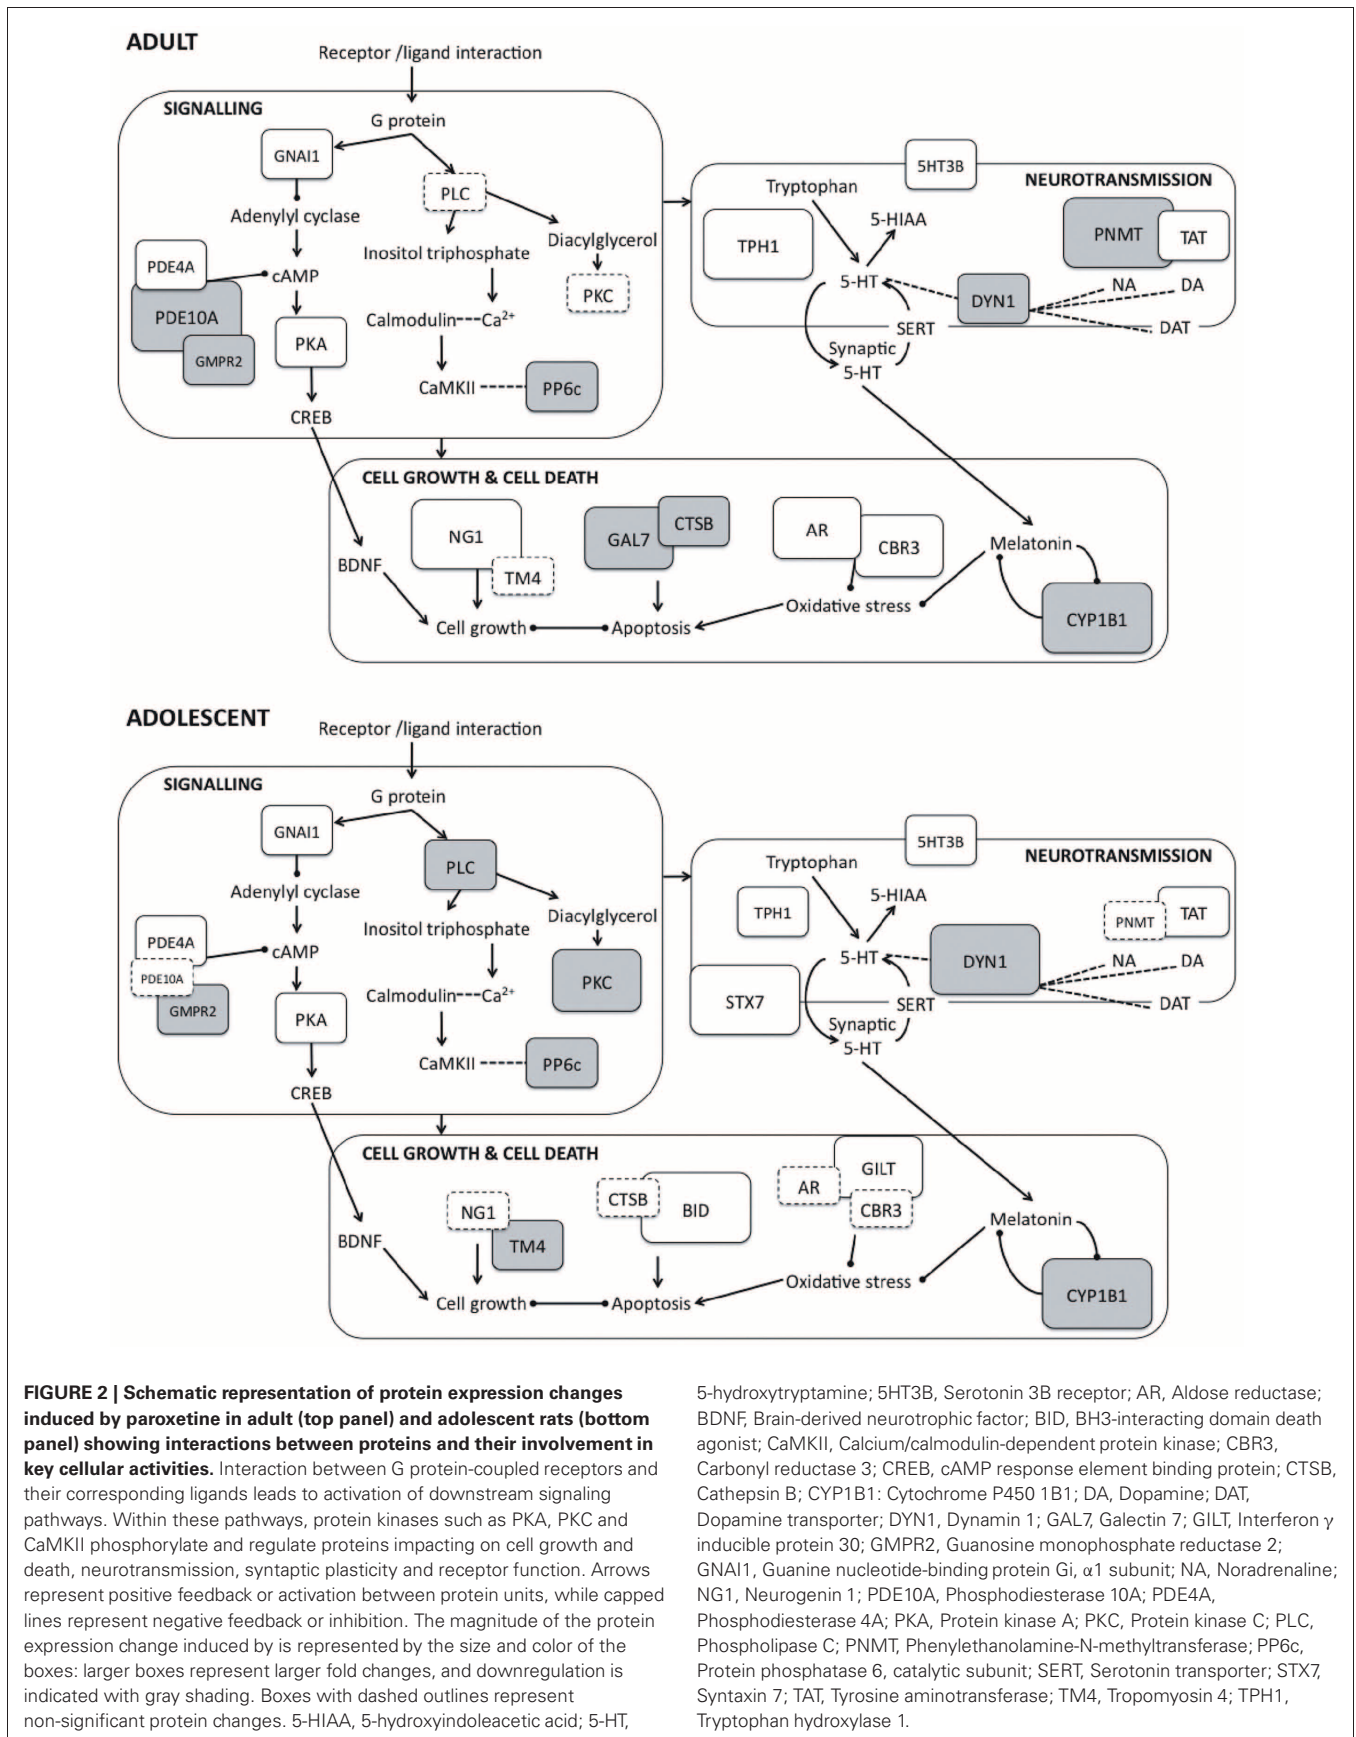 ADULT
Receptor /ligand interaction
SIGNALLING
G protein
GNAI1
PLC
Adenylyl cyclase
Inositol triphosphate
Diacylglycerol
PDE4A
cAMP
PKC
PDE10A
Calmodulin
Ca²⁺
GMPR2
PKA
CaMKII
PP6c
CREB
5HT3B
NEUROTRANSMISSION
Tryptophan
5-HIAA
TPH1
PNMT
TAT
5-HT
DYN1
NA
DA
SERT
DAT
Synaptic
5-HT
CELL GROWTH & CELL DEATH
NG1
TM4
GAL7
CTSB
AR
CBR3
Melatonin
BDNF
Oxidative stress
CYP1B1
Cell growth
Apoptosis
ADOLESCENT
Receptor /ligand interaction
SIGNALLING
G protein
GNAI1
PLC
Adenylyl cyclase
Inositol triphosphate
Diacylglycerol
PDE4A
cAMP
PDE10A
PKC
Calmodulin
Ca²⁺
GMPR2
PKA
CaMKII
PP6c
CREB
5HT3B
NEUROTRANSMISSION
Tryptophan
5-HIAA
TPH1
PNMT
TAT
5-HT
DYN1
NA
DA
STX7
SERT
DAT
Synaptic
5-HT
CELL GROWTH & CELL DEATH
NG1
TM4
CTSB
BID
AR
GILT
CBR3
Melatonin
BDNF
Oxidative stress
CYP1B1
Cell growth
Apoptosis
FIGURE 2 | Schematic representation of protein expression changes
induced by paroxetine in adult (top panel) and adolescent rats (bottom
panel) showing interactions between proteins and their involvement in
key cellular activities. Interaction between G protein-coupled receptors and
their corresponding ligands leads to activation of downstream signaling
pathways. Within these pathways, protein kinases such as PKA, PKC and
CaMKII phosphorylate and regulate proteins impacting on cell growth and
death, neurotransmission, syntaptic plasticity and receptor function. Arrows
represent positive feedback or activation between protein units, while capped
lines represent negative feedback or inhibition. The magnitude of the protein
expression change induced by is represented by the size and color of the
boxes: larger boxes represent larger fold changes, and downregulation is
indicated with gray shading. Boxes with dashed outlines represent
non-significant protein changes. 5-HIAA, 5-hydroxyindoleacetic acid; 5-HT,
5-hydroxytryptamine; 5HT3B, Serotonin 3B receptor; AR, Aldose reductase;
BDNF, Brain-derived neurotrophic factor; BID, BH3-interacting domain death
agonist; CaMKII, Calcium/calmodulin-dependent protein kinase; CBR3,
Carbonyl reductase 3; CREB, cAMP response element binding protein; CTSB,
Cathepsin B; CYP1B1: Cytochrome P450 1B1; DA, Dopamine; DAT,
Dopamine transporter; DYN1, Dynamin 1; GAL7, Galectin 7; GILT, Interferon γ
inducible protein 30; GMPR2, Guanosine monophosphate reductase 2;
GNAI1, Guanine nucleotide-binding protein Gi, α1 subunit; NA, Noradrenaline;
NG1, Neurogenin 1; PDE10A, Phosphodiesterase 10A; PDE4A,
Phosphodiesterase 4A; PKA, Protein kinase A; PKC, Protein kinase C; PLC,
Phospholipase C; PNMT, Phenylethanolamine-N-methyltransferase; PP6c,
Protein phosphatase 6, catalytic subunit; SERT, Serotonin transporter; STX7,
Syntaxin 7; TAT, Tyrosine aminotransferase; TM4, Tropomyosin 4; TPH1,
Tryptophan hydroxylase 1.